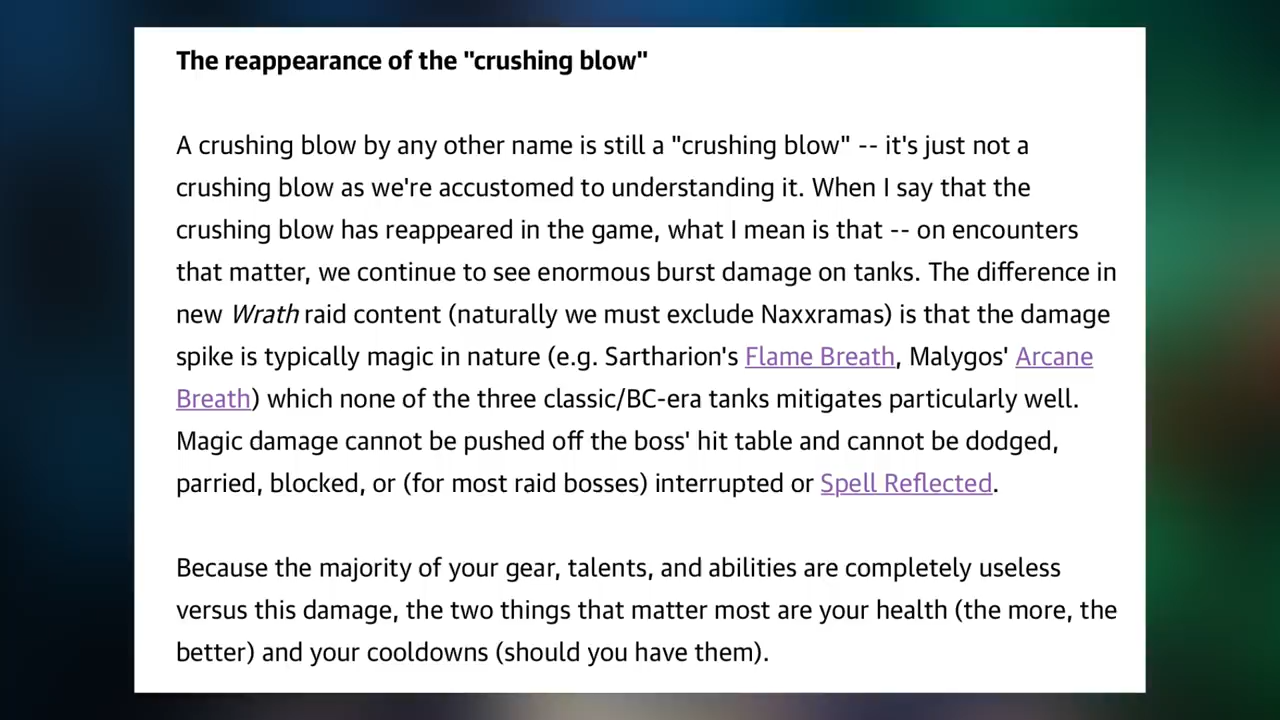 The reappearance of the "crushing blow"
A crushing blow by any other name is still a "crushing blow" -- it's just not a
crushing blow as we're accustomed to understanding it. When I say that the
crushing blow has reappeared in the game, what I mean is that -- on encounters
that matter, we continue to see enormous burst damage on tanks. The difference in
new Wrath raid content (naturally we must exclude Naxxramas) is that the damage
spike is typically magic in nature (e.g. Sartharion's Flame Breath, Malygos' Arcane
Breath) which none of the three classic/BC-era tanks mitigates particularly well.
Magic damage cannot be pushed off the boss' hit table and cannot be dodged,
parried, blocked, or (for most raid bosses) interrupted or Spell Reflected.
Because the majority of your gear, talents, and abilities are completely useless
versus this damage, the two things that matter most are your health (the more, the
better) and your cooldowns (should you have them).